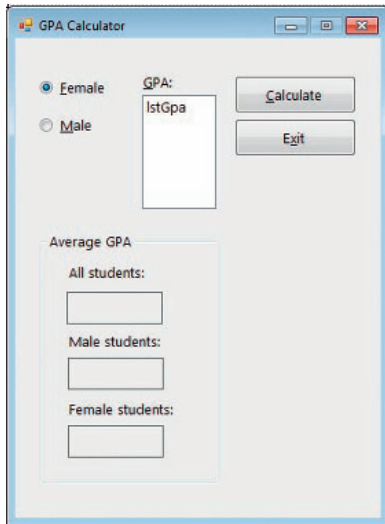 GPA Calculator
Female
Male
GPA:
lstGpa
Calculate
Exit
Average GPA
All students:
Male students:
Female students: